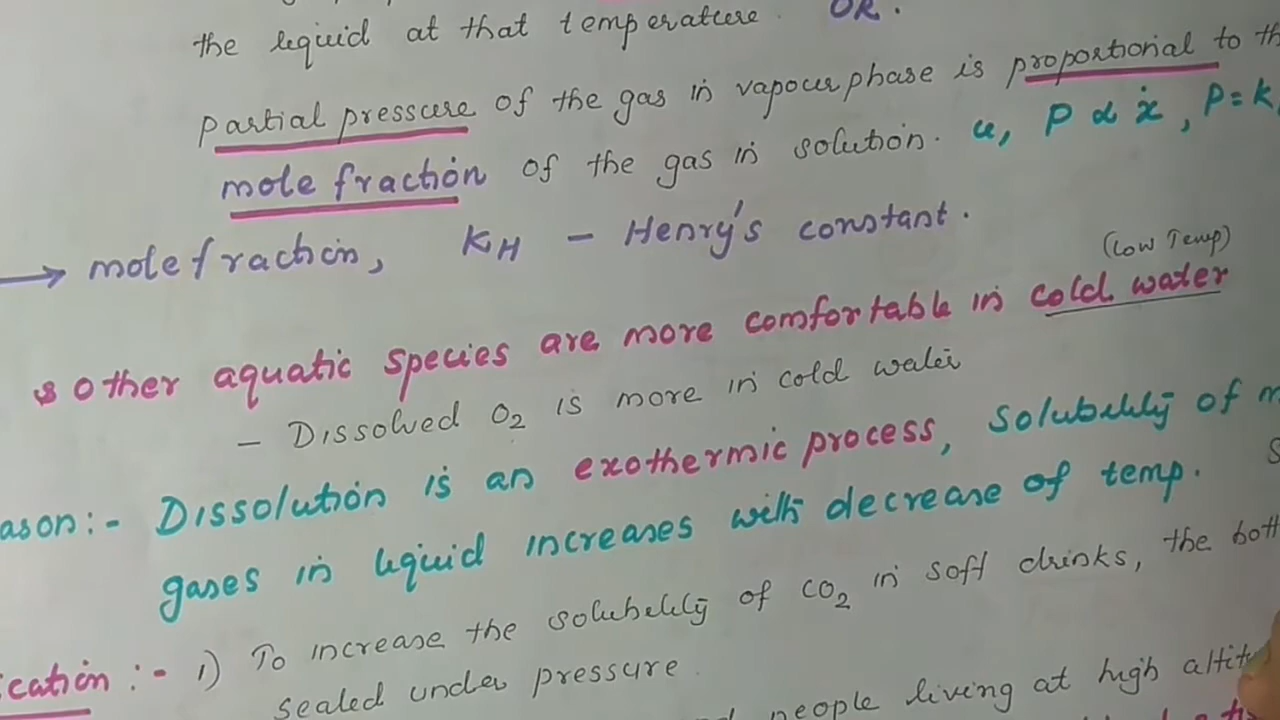 the liquid at that temperature. OR.
partial pressure of the gas in vapour phase is proportional to th
mole fraction of the gas in solution. ie, P ∝ x, P = K
→ mole fraction, KH – Henry's constant.
(Low Temp)
& Other aquatic species are more comfortable in cold water
– Dissolved O2 is more in cold water
ason:- Dissolution is an exothermic process, Solubility of m
gases in liquid increases with decrease of temp. S
ication :- 1) To increase the solubility of CO2 in soft drinks, the bott
sealed under pressure.
people living at high altit